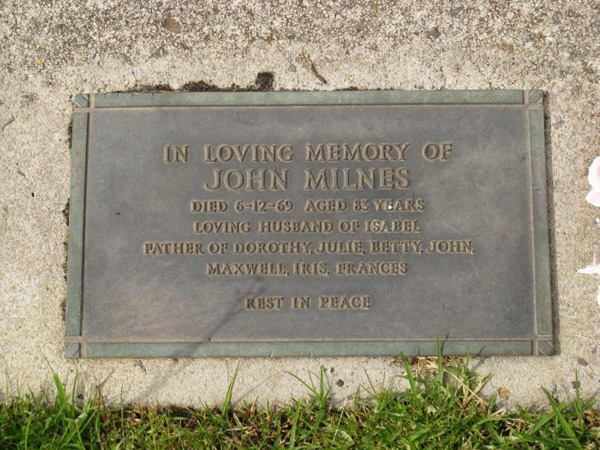 IN LOVING MEMORY OF
JOHN MILNES
DIED 6-12-69 AGED 83 YEARS
LOVING HUSBAND OF ISABEL
FATHER OF DOROTHY, JULIE, BETTY, JOHN,
MAXWELL, IRIS, FRANCES
REST IN PEACE